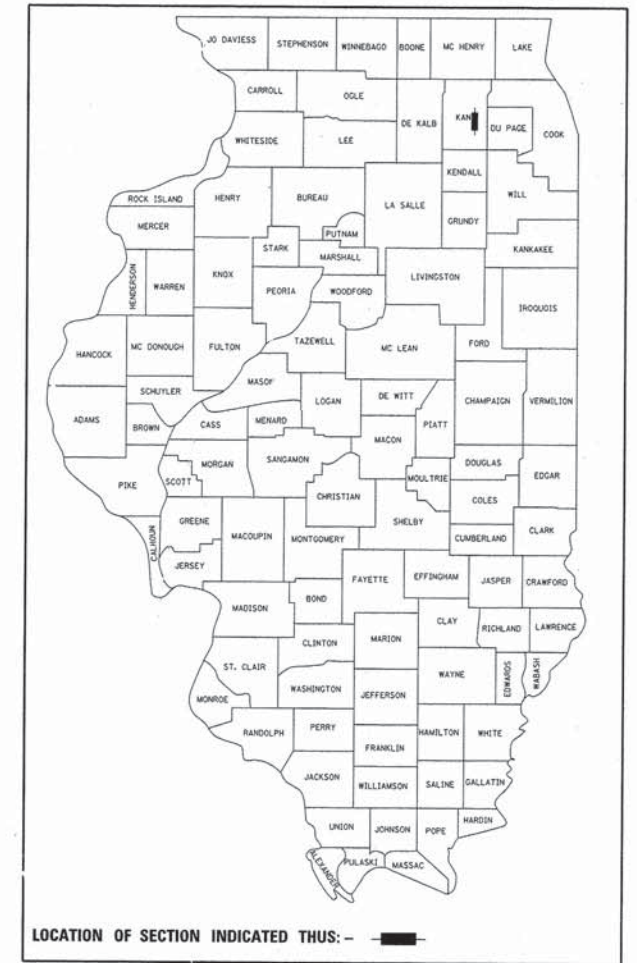 JO DAVIESS STEPHENSON WINNEBAGO BOONE MC HENRY LAKE
CARROLL OGLE DE KALB KAN DU PAGE COOK
WHITESIDE LEE
KENDALL WILL
ROCK ISLAND HENRY BUREAU LA SALLE GRUNDY
MERCER PUTNAM
STARK MARSHALL KANKAKEE
HENDERSON WARREN KNOX PEORIA WOODFORD LIVINGSTON IROQUOIS
TAZEWELL MC LEAN FORD
HANCOCK MC DONOUGH FULTON
MASON
SCHUYLER LOGAN DE WITT CHAMPAIGN VERMILION
ADAMS BROWN CASS MENARD PIATT
MACON
MORGAN SANGAMON DOUGLAS
PIKE SCOTT MOULTRIE EDGAR
CHRISTIAN COLES
GREENE SHELBY
CALHOUN MACOUPIN MONTGOMERY CUMBERLAND CLARK
JERSEY
FAYETTE EFFINGHAM JASPER CRAWFORD
MADISON BOND
CLAY RICHLAND LAWRENCE
CLINTON MARION
ST. CLAIR WAYNE EDWARDS WABASH
WASHINGTON JEFFERSON
MONROE
RANDOLPH PERRY HAMILTON WHITE
FRANKLIN
JACKSON WILLIAMSON SALINE GALLATIN
HARDIN
UNION JOHNSON POPE
ALEXANDER PULASKI MASSAC
LOCATION OF SECTION INDICATED THUS: -